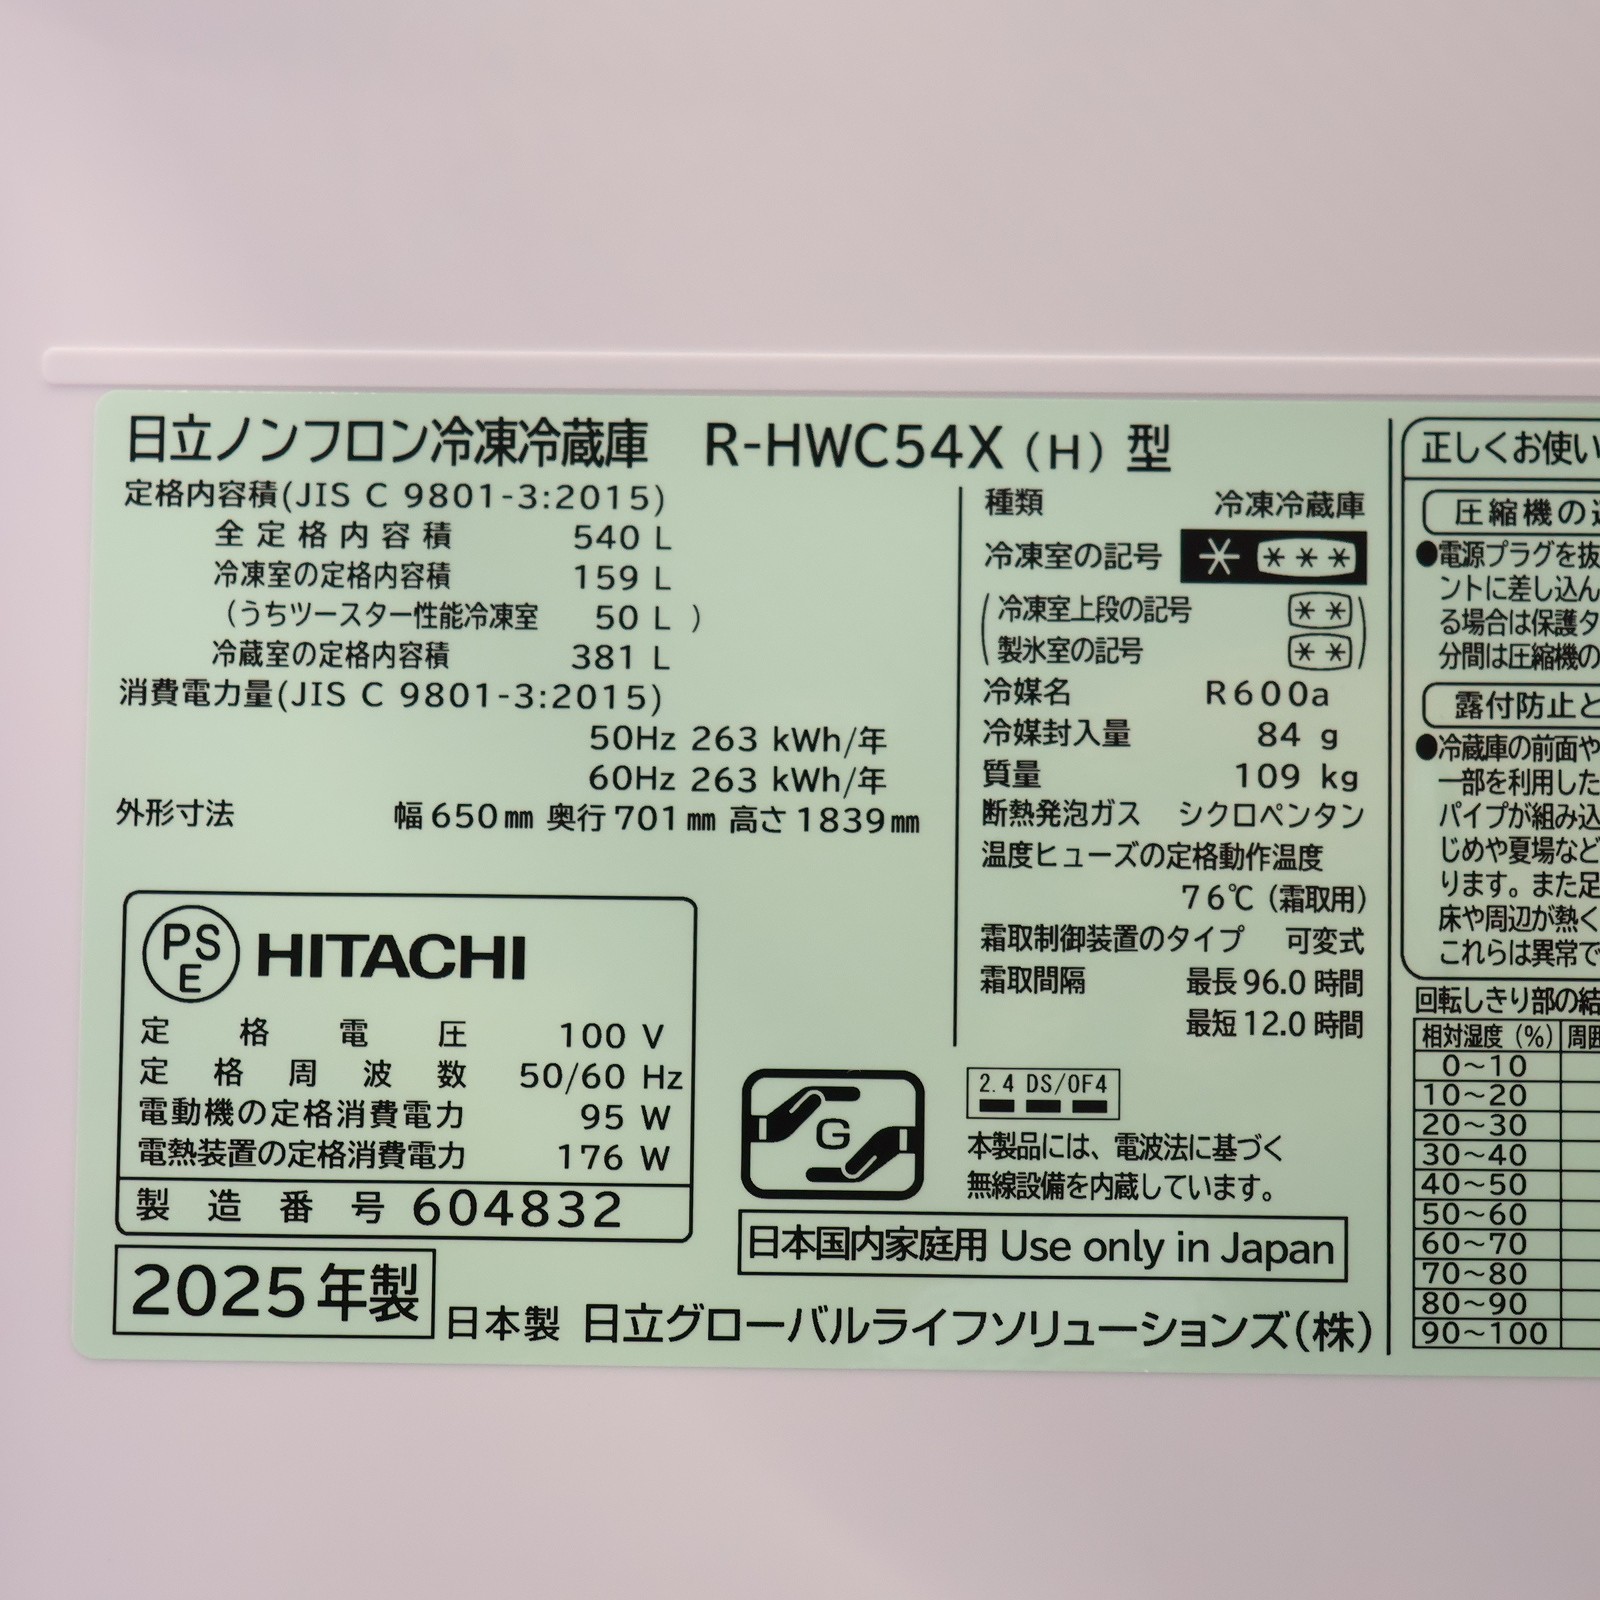 日立ノンフロン冷凍冷蔵庫 R-HWC54X (H) 型
定格内容積(JIS C 9801-3:2015)
全定格内容積 540 L
冷凍室の定格内容積 159 L
(うちツースター性能冷凍室 50 L )
冷蔵室の定格内容積 381 L
消費電力量(JIS C 9801-3:2015)
50Hz 263 kWh/年
60Hz 263 kWh/年
外形寸法 幅650㎜ 奥行701㎜ 高さ1839㎜
PSE HITACHI
定格電圧 100 V
定格周波数 50/60 Hz
電動機の定格消費電力 95 W
電熱装置の定格消費電力 176 W
製造番号 604832
2025年製
日本製 日立グローバルライフソリューションズ(株)
種類 冷凍冷蔵庫
冷凍室の記号
(冷凍室上段の記号
製氷室の記号 )
冷媒名 R600a
冷媒封入量 84 g
質量 109 kg
断熱発泡ガス シクロペンタン
温度ヒューズの定格動作温度
76℃ (霜取用)
霜取制御装置のタイプ 可変式
霜取間隔 最長96.0時間
最短12.0時間
G
2.4 DS/OF4
本製品には、電波法に基づく
無線設備を内蔵しています。
日本国内家庭用 Use only in Japan
正しくお使い
圧縮機の
●電源プラグを抜
ントに差し込ん
る場合は保護タ
分間は圧縮機の
露付防止と
●冷蔵庫の前面や
一部を利用した
パイプが組み込
じめや夏場など
ります。また足
床や周辺が熱く
これらは異常で
回転しきり部の結
相対湿度 (%) 周囲
0～10
10～20
20～30
30～40
40～50
50～60
60～70
70～80
80～90
90～100